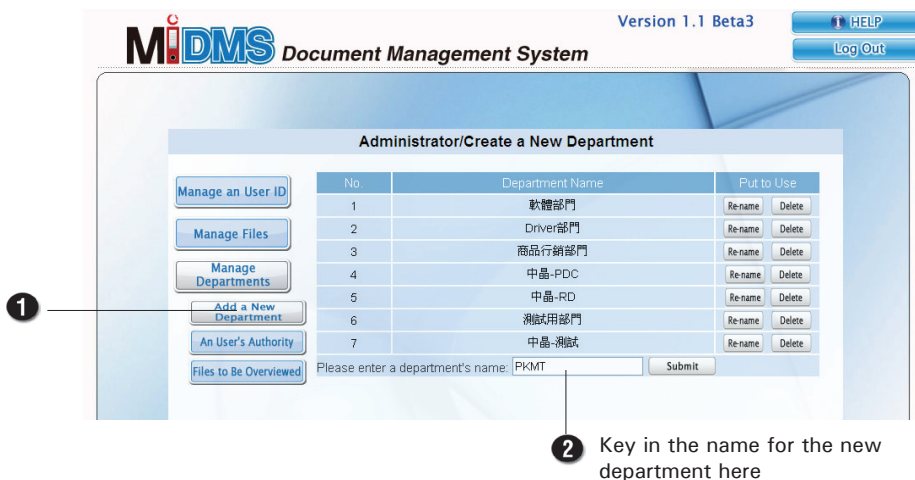 Version 1.1 Beta3
HELP
MiDMS Document Management System
Log Out
Administrator/Create a New Department
Manage an User ID
Manage Files
Manage
Departments
Add a New
Department
An User's Authority
Files to Be Overviewed
No. Department Name Put to Use
1 軟體部門 Re-name Delete
2 Driver部門 Re-name Delete
3 商品行銷部門 Re-name Delete
4 中晶-PDC Re-name Delete
5 中晶-RD Re-name Delete
6 測試用部門 Re-name Delete
7 中晶-測試 Re-name Delete
Please enter a department's name: PKMT Submit
1
2 Key in the name for the new
department here